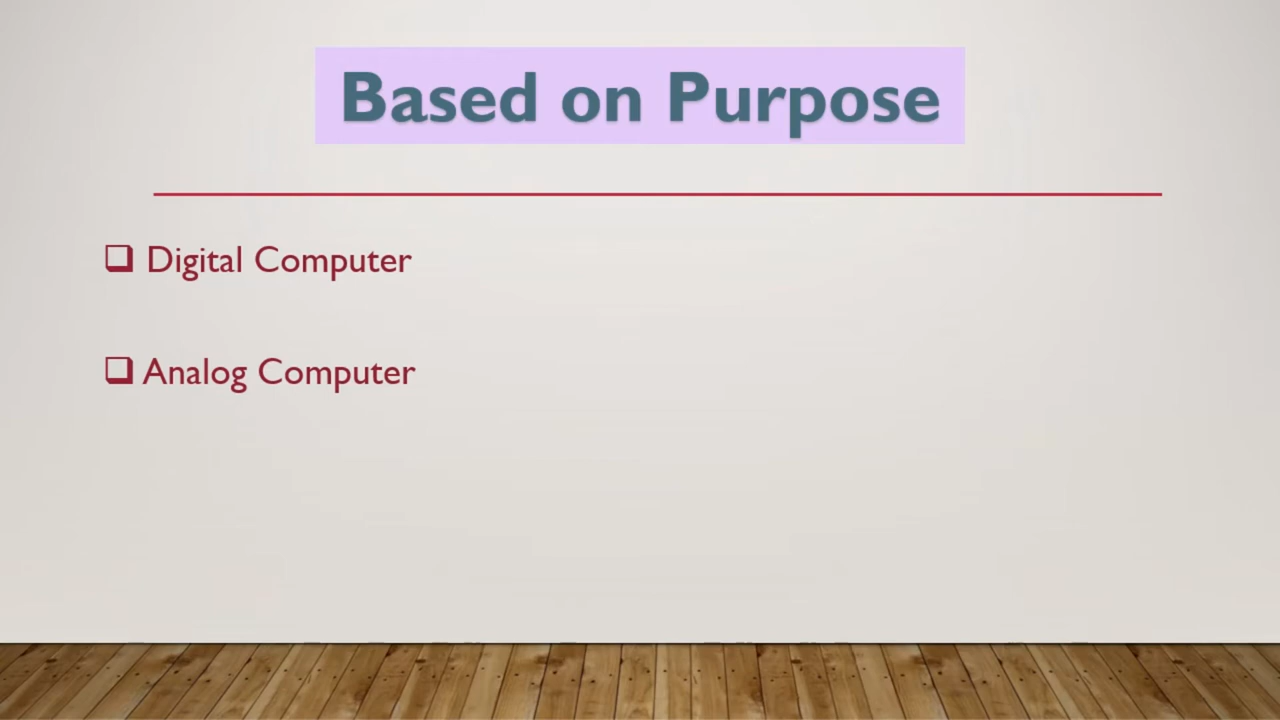 Based on Purpose
❑ Digital Computer
❑ Analog Computer